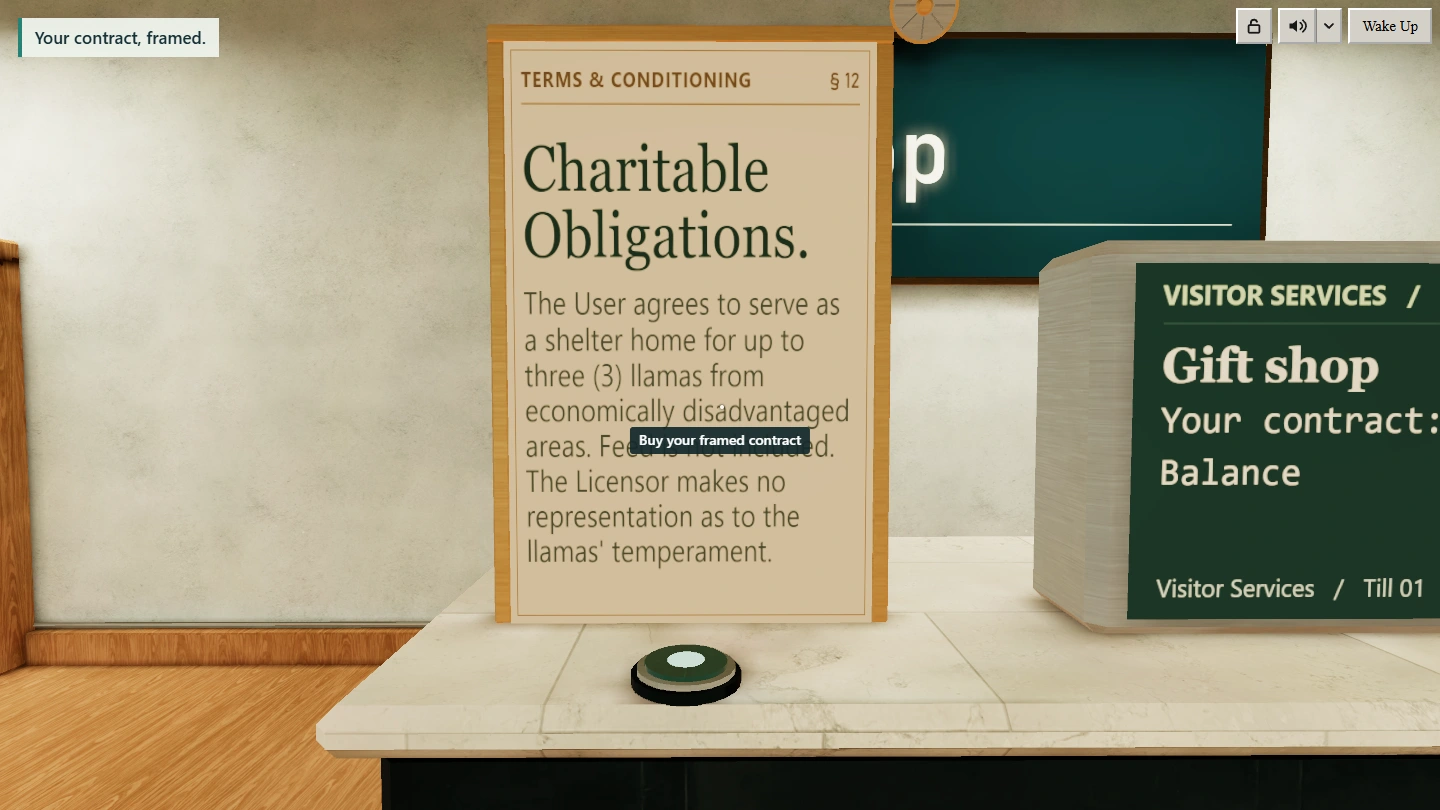 Your contract, framed.
Wake Up
TERMS & CONDITIONING § 12
Charitable
Obligations.
The User agrees to serve as
a shelter home for up to
three (3) llamas from
economically disadvantaged
areas.
Buy your framed contract
The Licensor makes no
representation as to the
llamas' temperament.
p
VISITOR SERVICES /
Gift shop
Your contract:
Balance
Visitor Services / Till 01